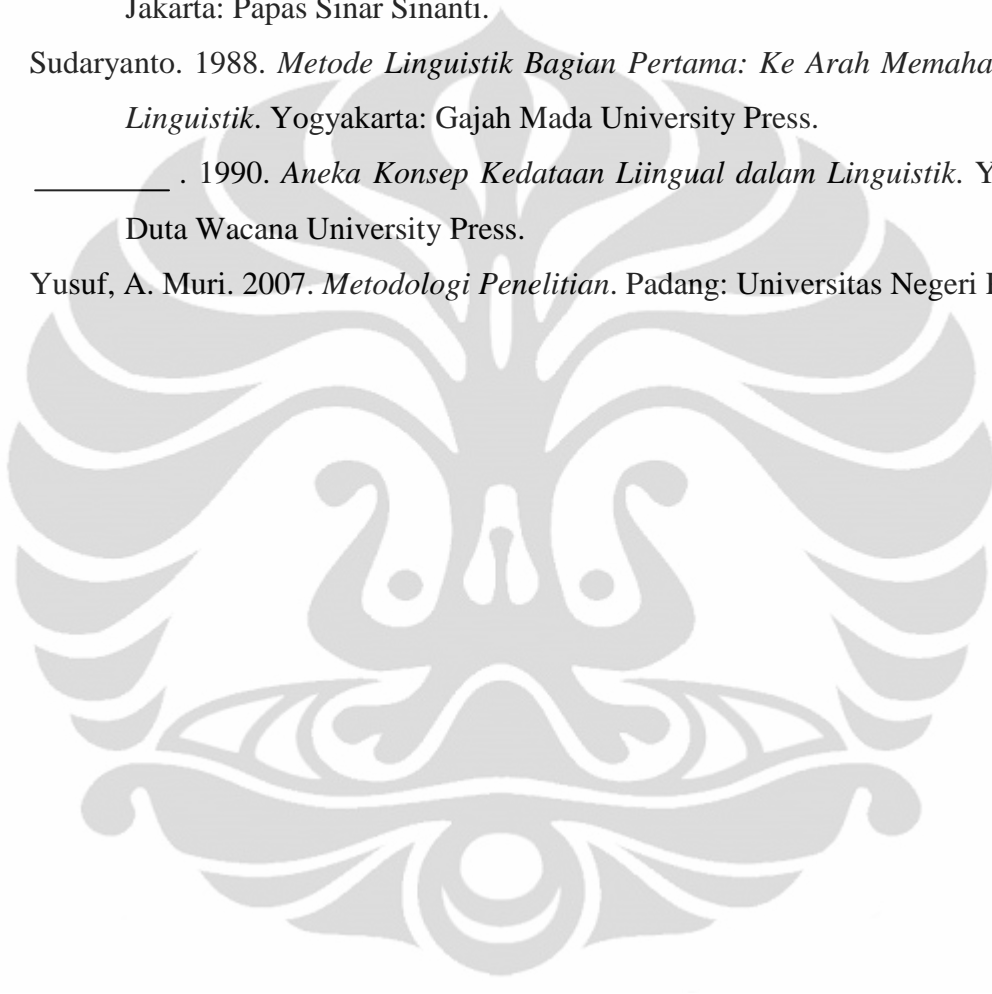 Jakarta: Papas Sinar Sinanti.
Sudaryanto. 1988. Metode Linguistik Bagian Pertama: Ke Arah Memaha
Linguistik. Yogyakarta: Gajah Mada University Press.
________ . 1990. Aneka Konsep Kedataan Liingual dalam Linguistik. Y
Duta Wacana University Press.
Yusuf, A. Muri. 2007. Metodologi Penelitian. Padang: Universitas Negeri